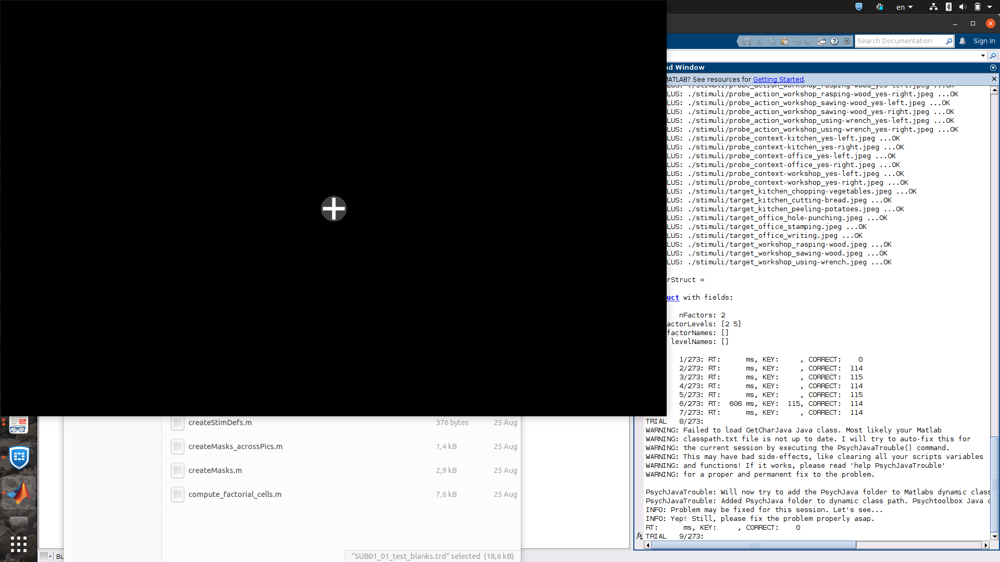 en
Search Documentation
Sign In
nd Window
MATLAB? See resources for Getting Started.
LUS: ./stimuli/probe_action_workshop_rasping-wood_yes-left.jpeg ...OK
LUS: ./stimuli/probe_action_workshop_rasping-wood_yes-right.jpeg ...OK
LUS: ./stimuli/probe_action_workshop_sawing-wood_yes-left.jpeg ...OK
LUS: ./stimuli/probe_action_workshop_sawing-wood_yes-right.jpeg ...OK
LUS: ./stimuli/probe_action_workshop_using-wrench_yes-left.jpeg ...OK
LUS: ./stimuli/probe_action_workshop_using-wrench_yes-right.jpeg ...OK
LUS: ./stimuli/probe_context-kitchen_yes-left.jpeg ...OK
LUS: ./stimuli/probe_context-kitchen_yes-right.jpeg ...OK
LUS: ./stimuli/probe_context-office_yes-left.jpeg ...OK
LUS: ./stimuli/probe_context-office_yes-right.jpeg ...OK
LUS: ./stimuli/probe_context-workshop_yes-left.jpeg ...OK
LUS: ./stimuli/probe_context-workshop_yes-right.jpeg ...OK
LUS: ./stimuli/target_kitchen_chopping-vegetables.jpeg ...OK
LUS: ./stimuli/target_kitchen_cutting-bread.jpeg ...OK
LUS: ./stimuli/target_kitchen_peeling-potatoes.jpeg ...OK
LUS: ./stimuli/target_office_hole-punching.jpeg ...OK
LUS: ./stimuli/target_office_stamping.jpeg ...OK
LUS: ./stimuli/target_office_writing.jpeg ...OK
LUS: ./stimuli/target_workshop_rasping-wood.jpeg ...OK
LUS: ./stimuli/target_workshop_sawing-wood.jpeg ...OK
LUS: ./stimuli/target_workshop_using-wrench.jpeg ...OK
rStruct =
uct with fields:
nFactors: 2
actorLevels: [2 5]
factorNames: []
levelNames: []
1/273: RT: ms, KEY: , CORRECT: 0
2/273: RT: ms, KEY: , CORRECT: 114
3/273: RT: ms, KEY: , CORRECT: 115
4/273: RT: ms, KEY: , CORRECT: 114
5/273: RT: ms, KEY: , CORRECT: 115
6/273: RT: 606 ms, KEY: 115, CORRECT: 114
7/273: RT: ms, KEY: , CORRECT: 114
TRIAL 8/273:
WARNING: Failed to load GetCharJava Java class. Most likely your Matlab
WARNING: classpath.txt file is not up to date. I will try to auto-fix this for
WARNING: the current session by executing the PsychJavaTrouble() command.
WARNING: This may have bad side-effects, like clearing all your scripts variables
WARNING: and functions! If it works, please read 'help PsychJavaTrouble'
WARNING: for a proper and permanent fix to the problem.
PsychJavaTrouble: Will now try to add the PsychJava folder to Matlabs dynamic class
PsychJavaTrouble: Added PsychJava folder to dynamic class path. Psychtoolbox Java c
INFO: Problem may be fixed for this session. Let's see...
INFO: Yep! Still, please fix the problem properly asap.
RT: ms, KEY: , CORRECT: 0
fx TRIAL 9/273:
createStimDefs.m 376 bytes 25 Aug
createMasks_acrossPics.m 1,4 kB 25 Aug
createMasks.m 2,9 kB 25 Aug
compute_factorial_cells.m 7,6 kB 25 Aug
"SUB01_01_test_blanks.trd" selected (18,6 kB)
Bu